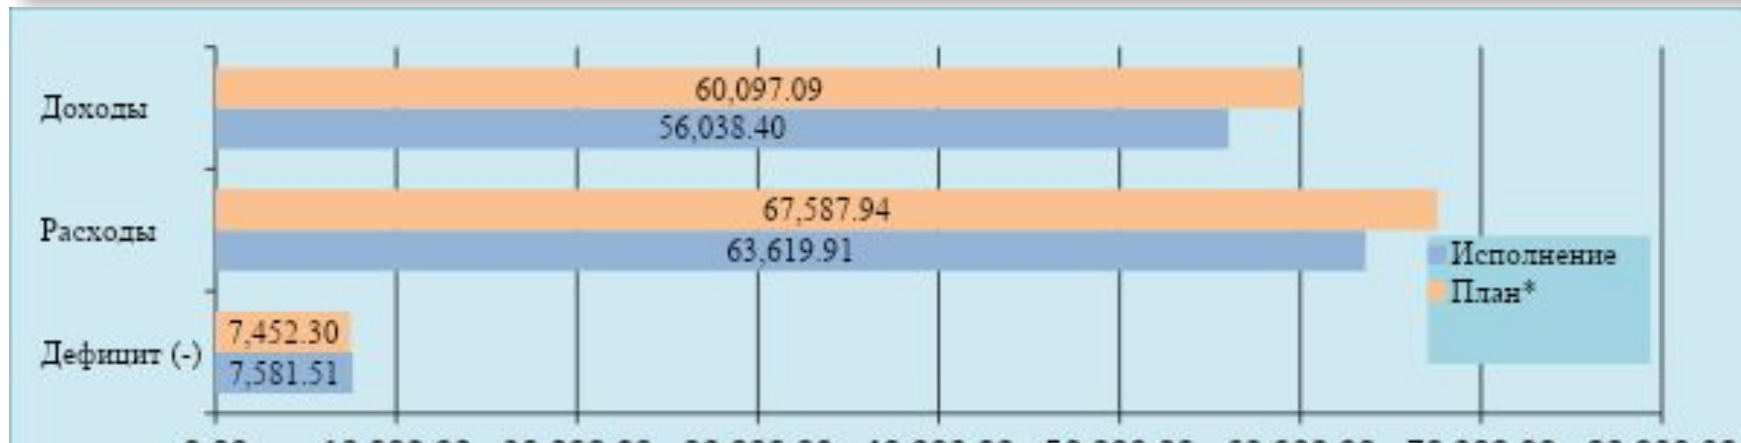 Доходы
60,097.09
56,038.40
Расходы
67,587.94
63,619.91
Исполнение
План*
Дефицит (-)
7,452.30
7,581.51